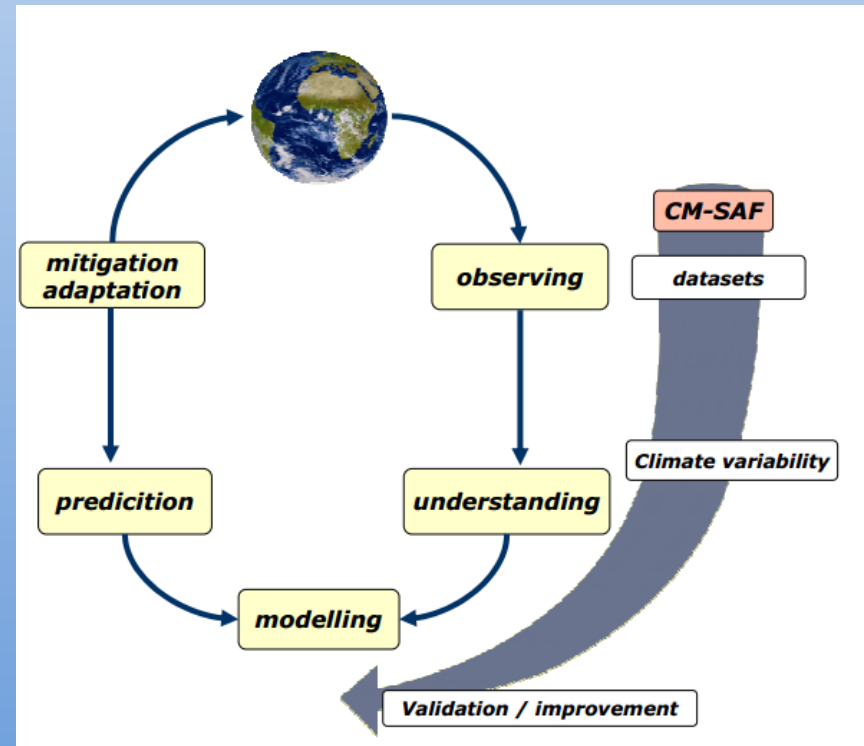 CM-SAF
mitigation
adaptation
observing
datasets
Climate variability
predicition
understanding
modelling
Validation / improvement